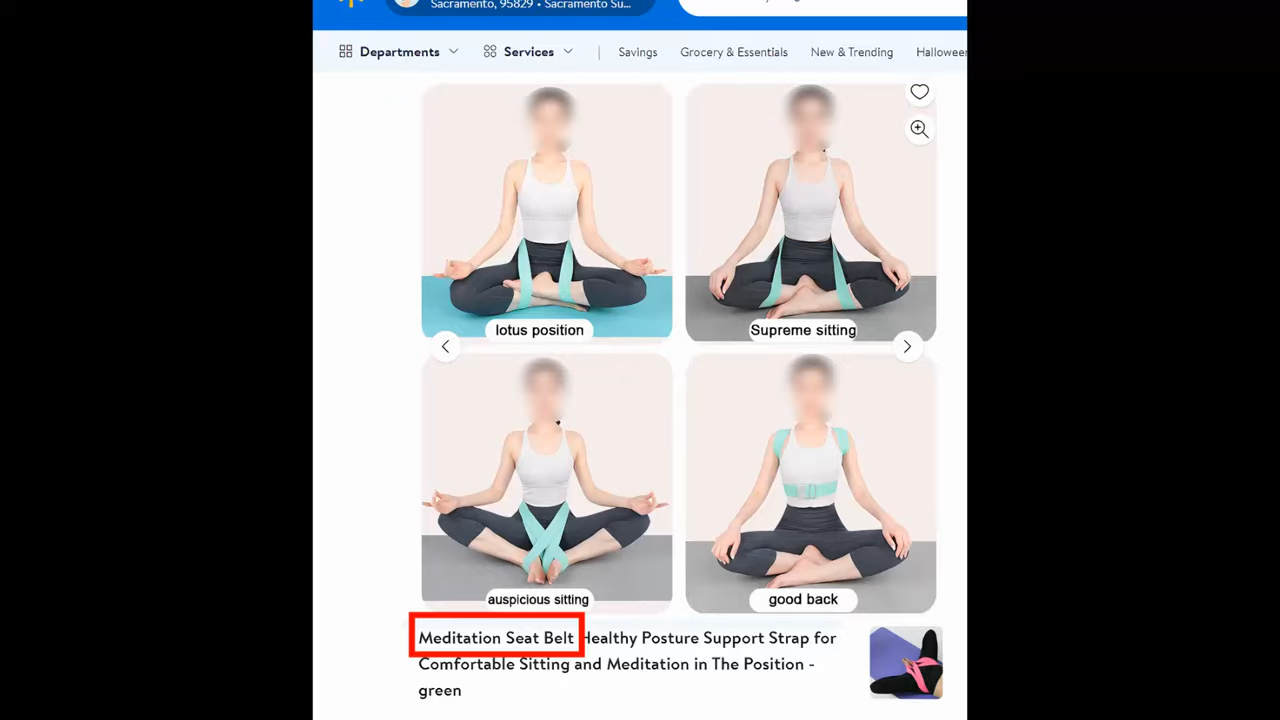 Sacramento, 95829 • Sacramento Su...
Departments
Services
Savings
Grocery & Essentials
New & Trending
lotus position
Supreme sitting
auspicious sitting
good back
Meditation Seat Belt Healthy Posture Support Strap for
Comfortable Sitting and Meditation in The Position -
green